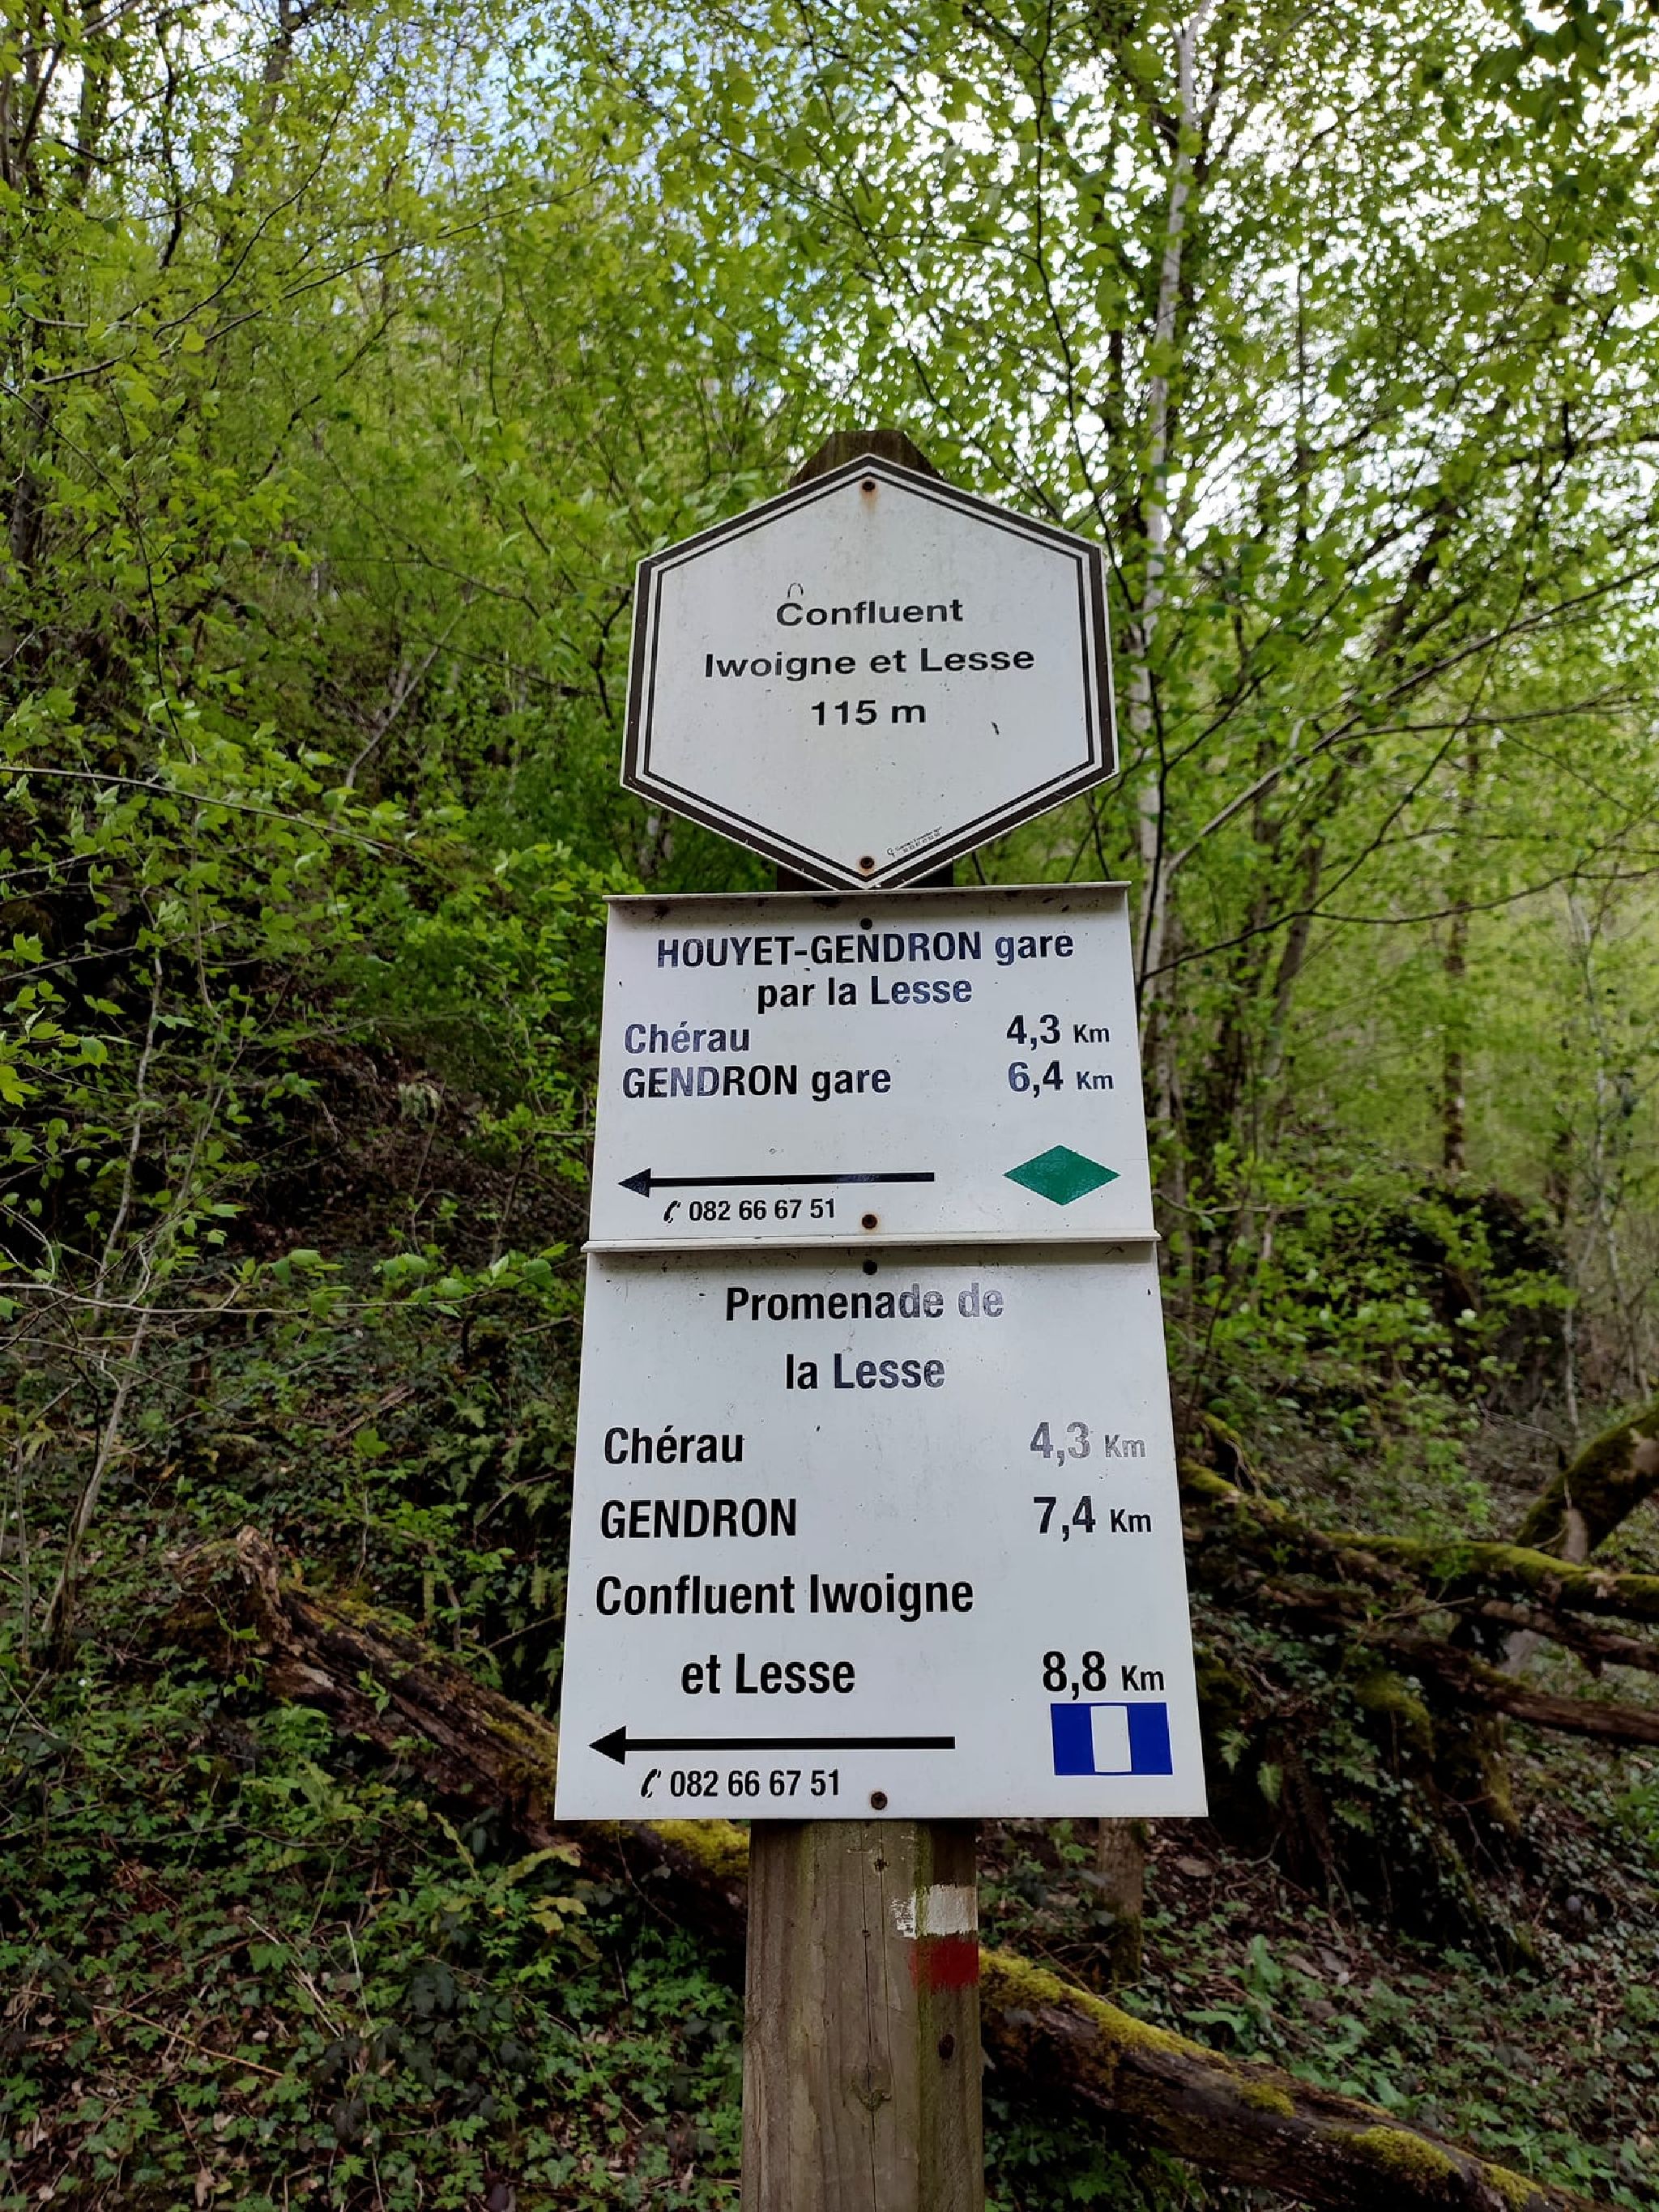 Confluent
Iwoigne et Lesse
115 m
HOUYET-GENDRON gare
par la Lesse
Chérau 4,3 Km
GENDRON gare 6,4 Km
082 66 67 51
Promenade de
la Lesse
Chérau 4,3 Km
GENDRON 7,4 Km
Confluent Iwoigne
et Lesse 8,8 Km
082 66 67 51